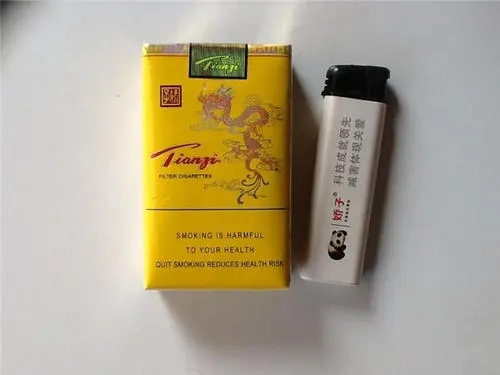 Tianzi
Tianzi
FILTER CIGARETTES
SMOKING IS HARMFUL
TO YOUR HEALTH
QUIT SMOKING REDUCES HEALTH RISK
科技成就领先
减害体现关爱
娇子®